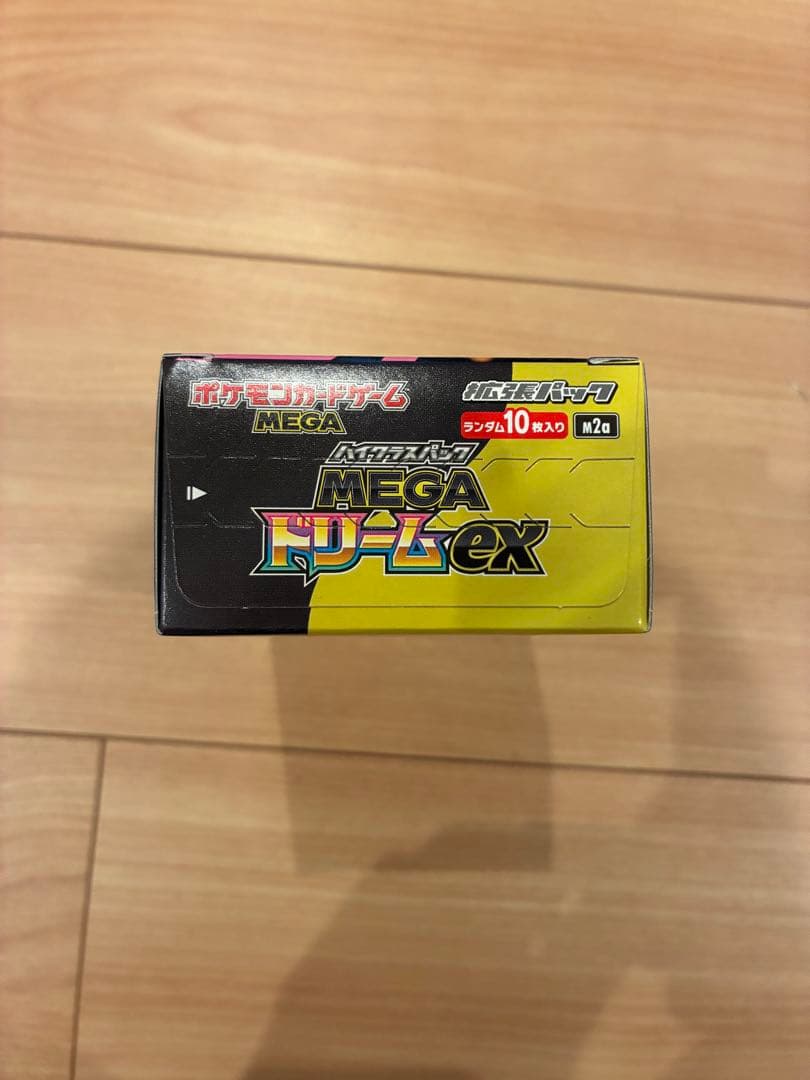 ポケモンカードゲーム
MEGA
拡張パック
ランダム10枚入り M2a
ハイクラスパック
MEGA
ドリームex